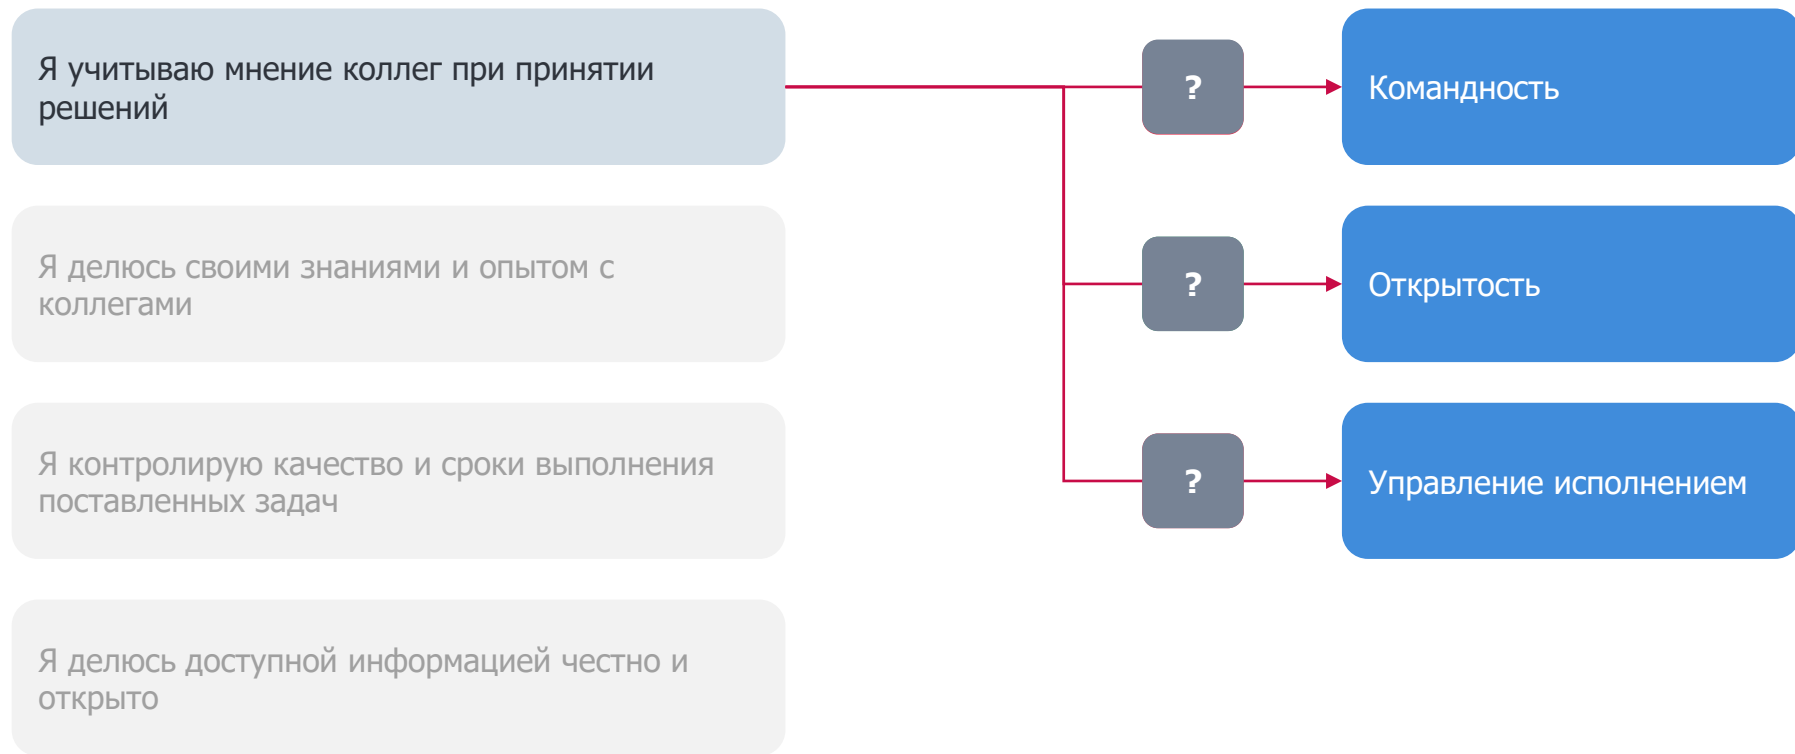 Я учитываю мнение коллег при принятии
решений
?
Командность
Я делюсь своими знаниями и опытом с
коллегами
?
Открытость
Я контролирую качество и сроки выполнения
поставленных задач
?
Управление исполнением
Я делюсь доступной информацией честно и
открыто